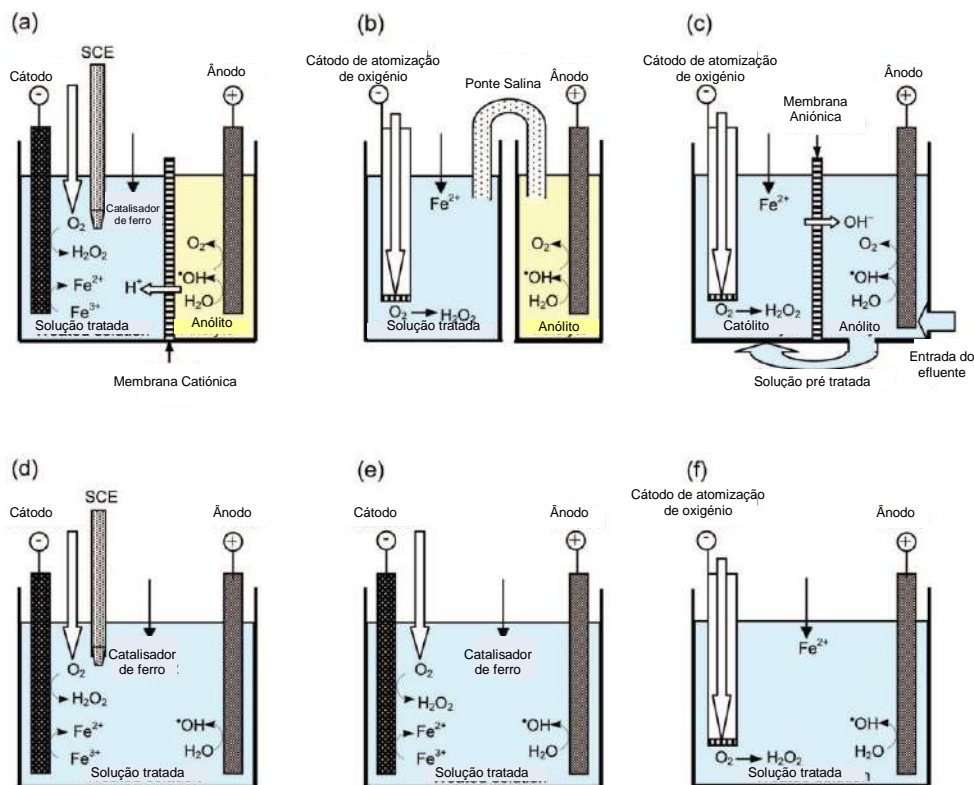 (a)
SCE
Cátodo
Ânodo
−
+
O₂
Catalisador
de ferro
H₂O₂
Fe²⁺
Fe³⁺
H⁺
O₂
•OH
H₂O
Solução tratada
Anólito
Membrana Catiónica
(b)
Cátodo de atomização
de oxigénio
Ponte Salina
Ânodo
−
+
Fe²⁺
O₂
•OH
H₂O
O₂ → H₂O₂
Solução tratada
Anólito
(c)
Cátodo de atomização
de oxigénio
Membrana
Aniónica
Ânodo
−
+
Fe²⁺
OH⁻
O₂
•OH
H₂O
O₂ → H₂O₂
Católito
Anólito
Entrada do
efluente
Solução pré tratada
(d)
SCE
Cátodo
Ânodo
−
+
O₂
Catalisador
de ferro
H₂O₂
Fe²⁺
Fe³⁺
•OH
H₂O
Solução tratada
(e)
Cátodo
Ânodo
−
+
O₂
Catalisador
de ferro
H₂O₂
Fe²⁺
Fe³⁺
•OH
H₂O
Solução tratada
(f)
Cátodo de atomização
de oxigénio
Ânodo
−
+
Fe²⁺
•OH
H₂O
O₂ → H₂O₂
Solução tratada